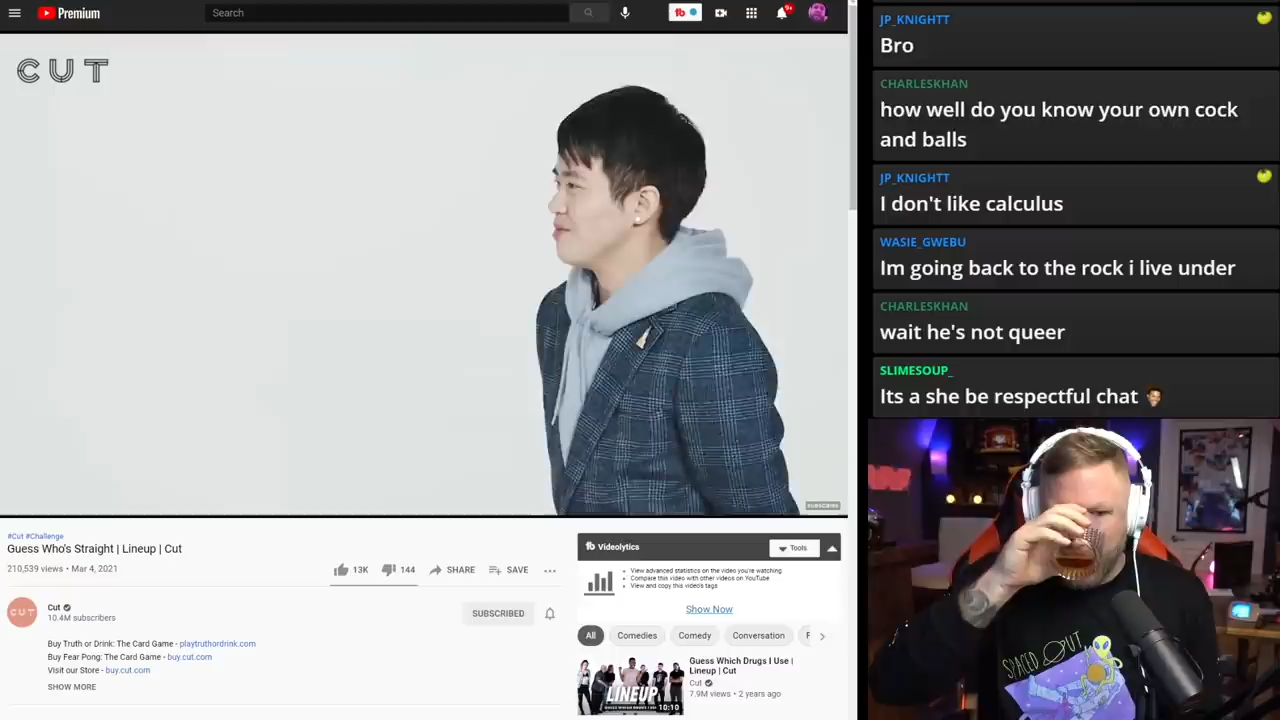 Premium
Search
9+
CUT
SUBSCRIBE
#Cut #Challenge
Guess Who's Straight | Lineup | Cut
210,539 views • Mar 4, 2021
13K
144
SHARE
SAVE
CUT
Cut
10.4M subscribers
SUBSCRIBED
Buy Truth or Drink: The Card Game - playtruthordrink.com
Buy Fear Pong: The Card Game - buy.cut.com
Visit our Store - buy.cut.com
SHOW MORE
Videolytics
Tools
View advanced statistics on the video you're watching
Compare this video with other videos on YouTube
View and copy this video's tags
Show Now
All
Comedies
Comedy
Conversation
LINEUP
10:10
Guess Which Drugs I Use |
Lineup | Cut
Cut
7.9M views • 2 years ago
JP_KNIGHTT
Bro
CHARLESKHAN
how well do you know your own cock
and balls
JP_KNIGHTT
I don't like calculus
WASIE_GWEBU
Im going back to the rock i live under
CHARLESKHAN
wait he's not queer
SLIMESOUP_
Its a she be respectful chat
SPACED OUT